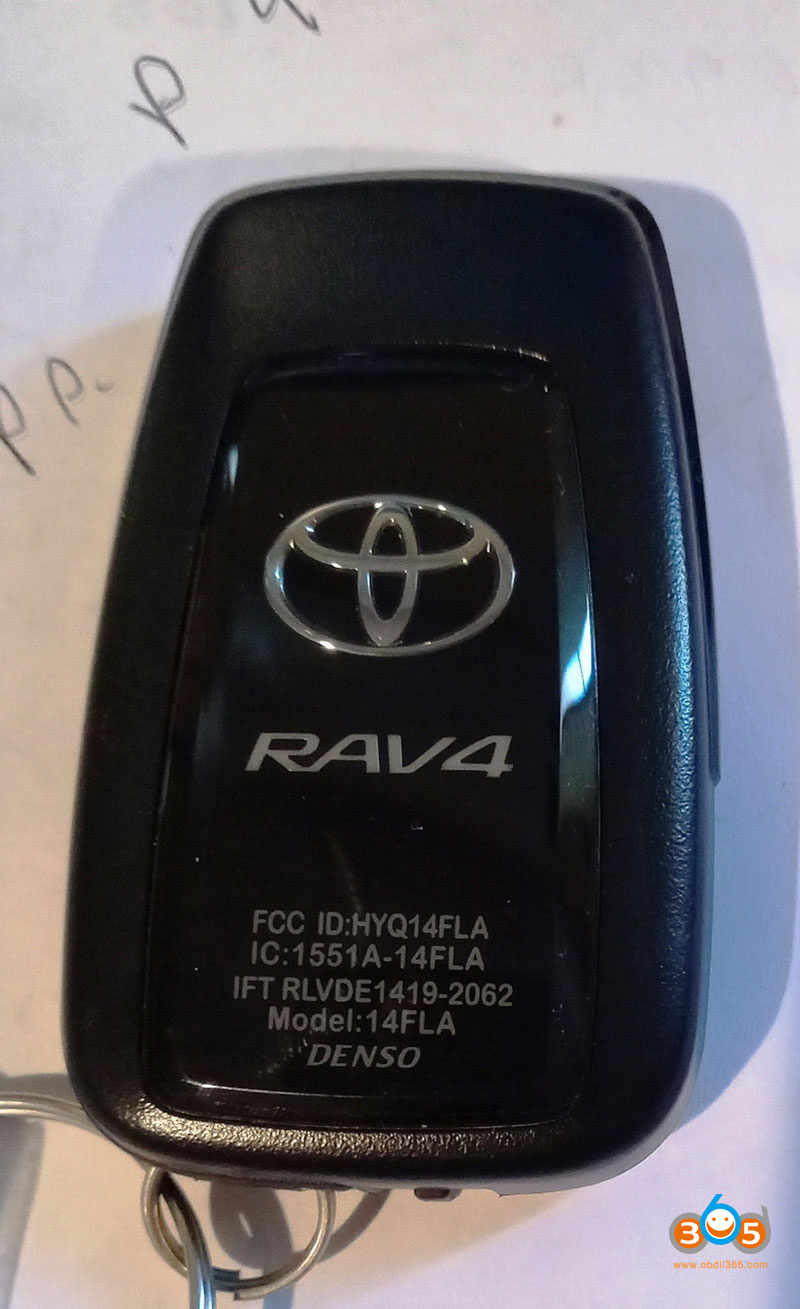 p
p p.
RAV4
FCC ID:HYQ14FLA
IC:1551A-14FLA
IFT RLVDE1419-2062
Model:14FLA
DENSO
365
www.obdii365.com